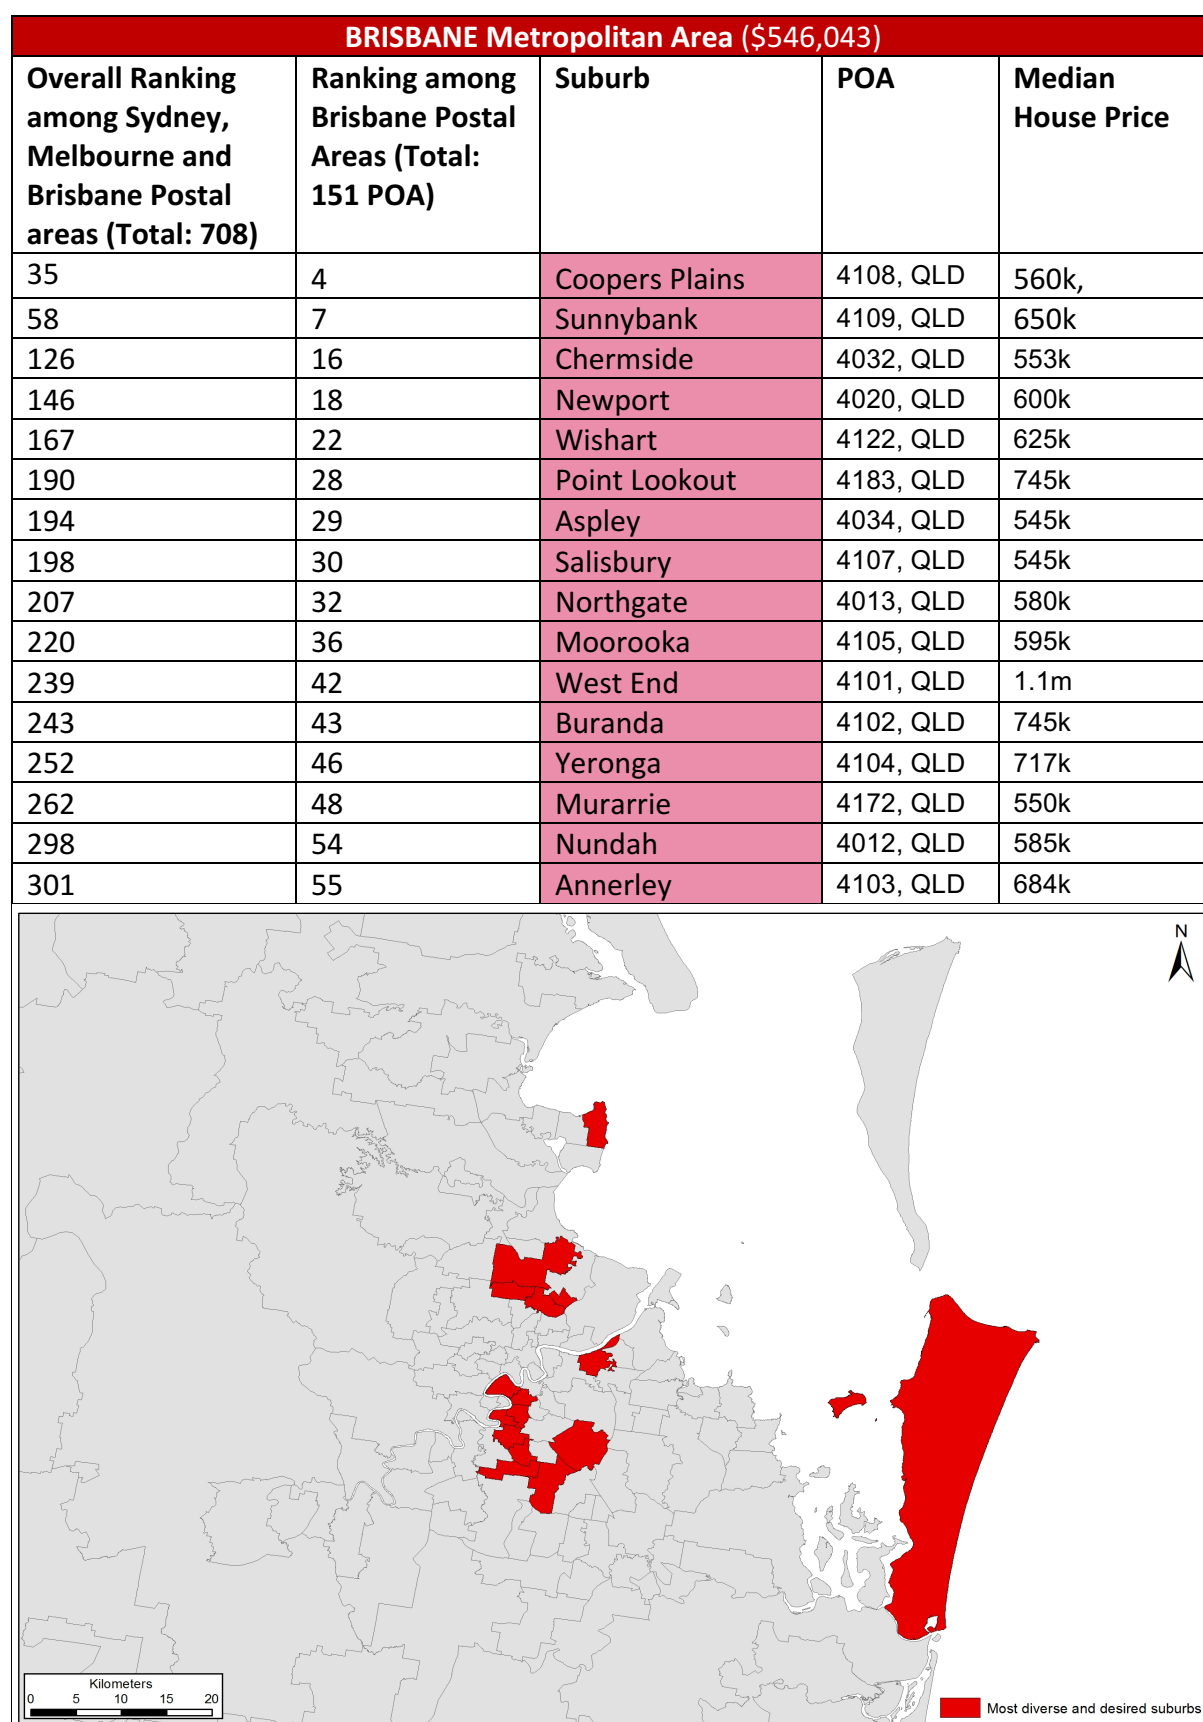 BRISBANE Metropolitan Area ($546,043)
Overall Ranking among Sydney, Melbourne and Brisbane Postal areas (Total: 708) Ranking among Brisbane Postal Areas (Total: 151 POA) Suburb POA Median House Price
35 4 Coopers Plains 4108, QLD 560k,
58 7 Sunnybank 4109, QLD 650k
126 16 Chermside 4032, QLD 553k
146 18 Newport 4020, QLD 600k
167 22 Wishart 4122, QLD 625k
190 28 Point Lookout 4183, QLD 745k
194 29 Aspley 4034, QLD 545k
198 30 Salisbury 4107, QLD 545k
207 32 Northgate 4013, QLD 580k
220 36 Moorooka 4105, QLD 595k
239 42 West End 4101, QLD 1.1m
243 43 Buranda 4102, QLD 745k
252 46 Yeronga 4104, QLD 717k
262 48 Murarrie 4172, QLD 550k
298 54 Nundah 4012, QLD 585k
301 55 Annerley 4103, QLD 684k
N
Kilometers
0 5 10 15 20
Most diverse and desired suburbs